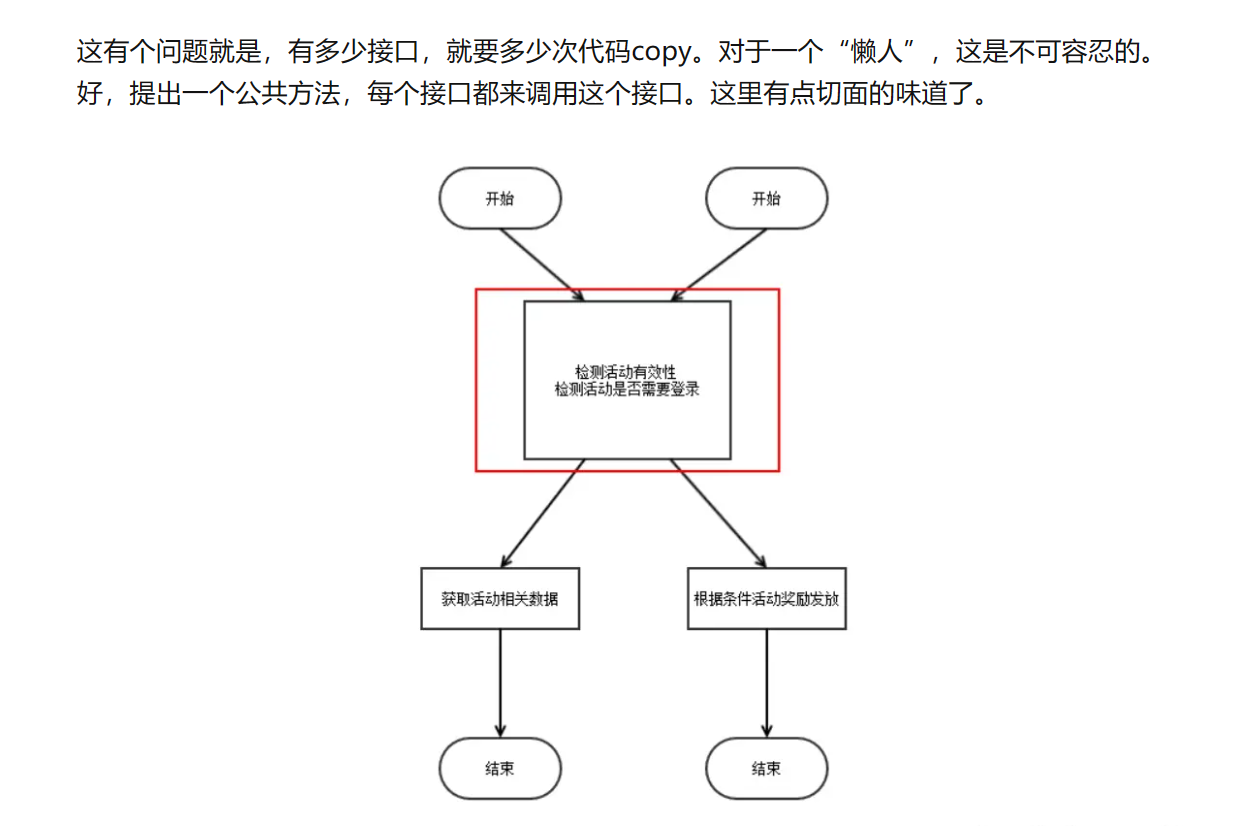 这有个问题就是，有多少接口，就要多少次代码copy。对于一个“懒人”，这是不可容忍的。
好，提出一个公共方法，每个接口都来调用这个接口。这里有点切面的味道了。
开始
开始
检测活动有效性
检测活动是否需要登录
获取活动相关数据
根据条件活动奖励发放
结束
结束